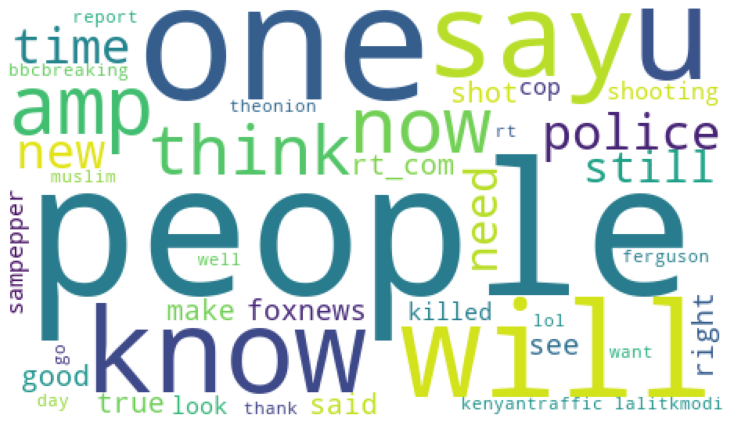 report
time
one
say
u
bbcbreaking
theonion
shot
cop
shooting
amp
think
now
rt
police
new
rt_com
still
muslim
people
need
sampepper
well
ferguson
know
make
foxnews
killed
will
lol
see
right
go
good
want
day
true
look
thank
said
kenyantraffic
lalitkmodi